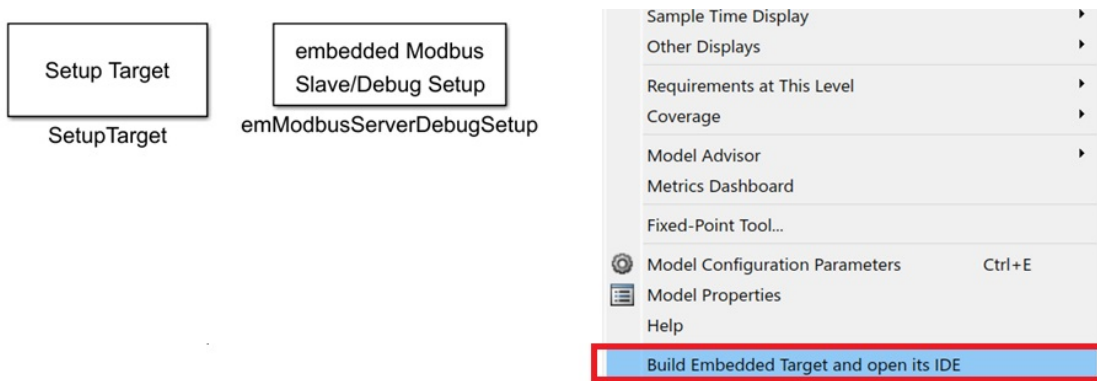 Setup Target
SetupTarget
embedded Modbus
Slave/Debug Setup
emModbusServerDebugSetup
Sample Time Display
Other Displays
Requirements at This Level
Coverage
Model Advisor
Metrics Dashboard
Fixed-Point Tool...
Model Configuration Parameters Ctrl+E
Model Properties
Help
Build Embedded Target and open its IDE